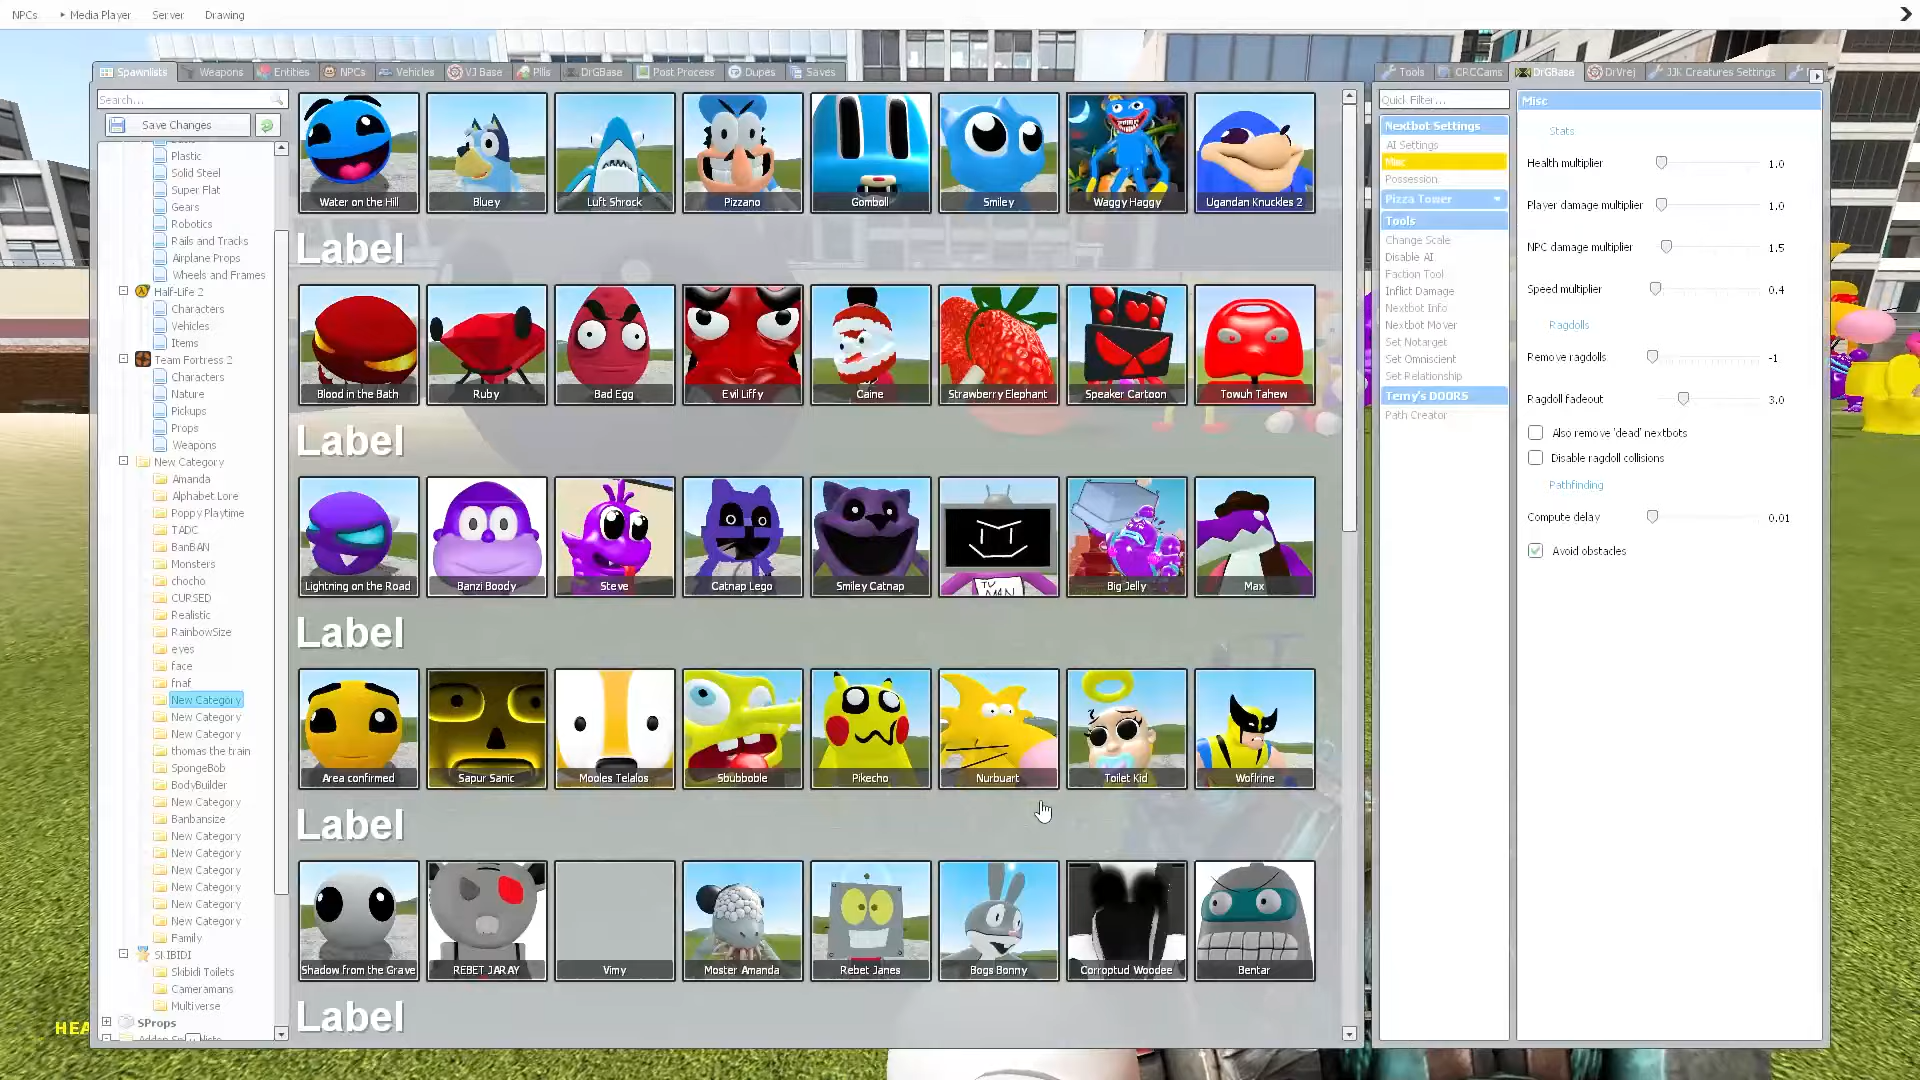 NPCs
Media Player
Server
Drawing
Spawnlists
Weapons
Entities
NPCs
Vehicles
VJ Base
Pills
DrGBase
Post Process
Dupes
Saves
Tools
CRCCams
DrGBase
DrVrej
JJK Creatures Settings
Search...
Save Changes
Plastic
Solid Steel
Super Flat
Gears
Robotics
Rails and Tracks
Airplane Props
Wheels and Frames
Half-Life 2
Characters
Vehicles
Items
Team Fortress 2
Characters
Nature
Pickups
Props
Weapons
New Category
Amanda
Alphabet Lore
Poppy Playtime
TADC
BanBAN
Monsters
chocho
CURSED
Realistic
RainbowSize
eyes
face
fnaf
New Category
New Category
New Category
thomas the train
SpongeBob
BodyBuilder
New Category
Banbansize
New Category
New Category
New Category
New Category
New Category
New Category
Family
SKIBIDI
Skibidi Toilets
Cameramans
Multiverse
SProps
HEA
Water on the Hill
Bluey
Luft Shrock
Pizzano
Gomboll
Smiley
Waggy Haggy
Ugandan Knuckles 2
Label
Blood in the Bath
Ruby
Bad Egg
Evil Liffy
Caine
Strawberry Elephant
Speaker Cartoon
Towuh Tahew
Label
Lightning on the Road
Banzi Boody
Steve
Catnap Lego
Smiley Catnap
TV MAN
Big Jelly
Max
Label
Area confirmed
Sapur Sanic
Mooles Telalos
Sbubboble
Pikecho
Nurbuart
Toilet Kid
Woflrine
Label
Shadow from the Grave
REBET JARAY
Vimy
Moster Amanda
Rebet Janes
Bogs Bonny
Corroptud Woodee
Bentar
Label
Quick Filter...
Nextbot Settings
AI Settings
Misc
Possession
Pizza Tower
Tools
Change Scale
Disable AI
Faction Tool
Inflict Damage
Nextbot Info
Nextbot Mover
Set Notarget
Set Omniscient
Set Relationship
Terny's DOORS
Path Creator
Misc
Stats
Health multiplier 1.0
Player damage multiplier 1.0
NPC damage multiplier 1.5
Speed multiplier 0.4
Ragdolls
Remove ragdolls -1
Ragdoll fadeout 3.0
Also remove 'dead' nextbots
Disable ragdoll collisions
Pathfinding
Compute delay 0.01
Avoid obstacles